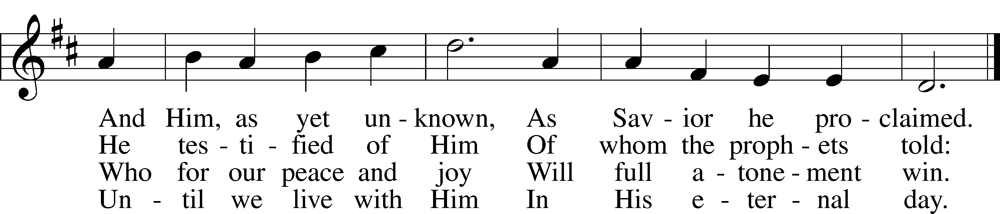 And Him, as yet un - known, As Sav - ior he pro - claimed.
He tes - ti - fied of Him Of whom the proph - ets told:
Who for our peace and joy Will full a - tone - ment win.
Un - til we live with Him In His e - ter - nal day.